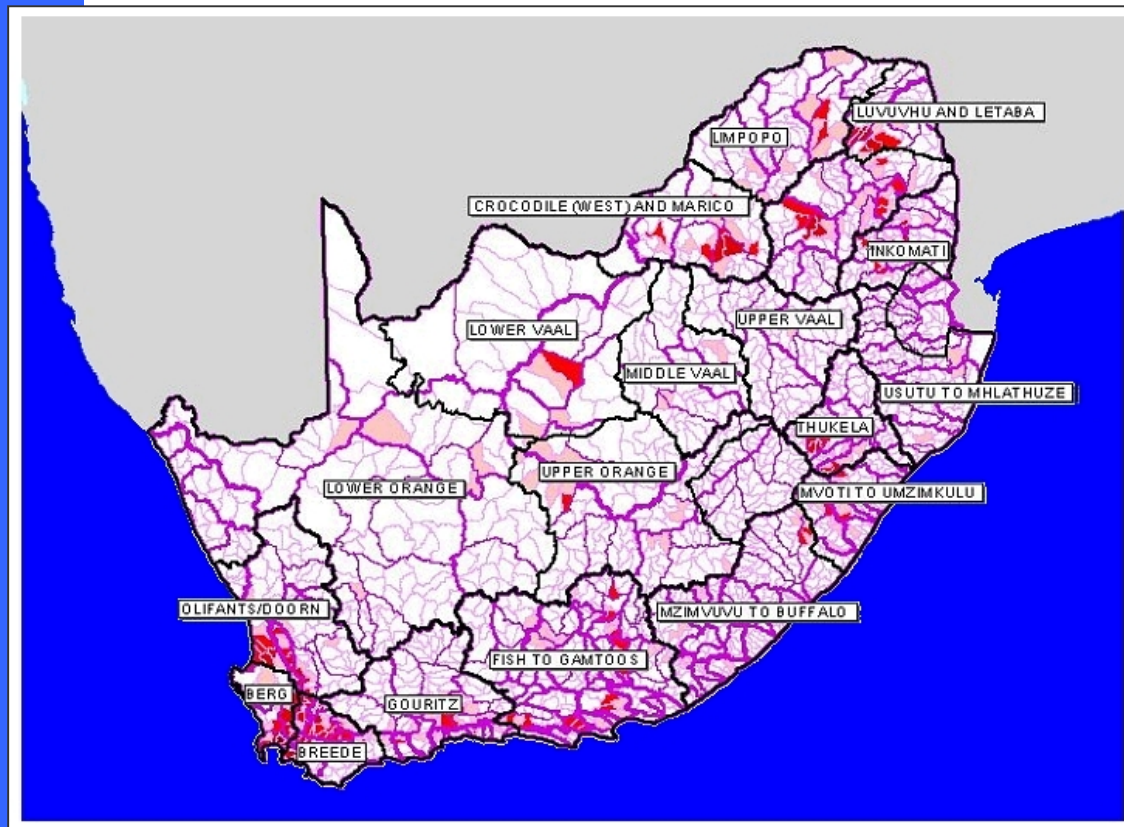 LUVUVHU AND LETABA
LIMPOPO
CROCODILE (WEST) AND MARICO
INKOMATI
LOWER VAAL
UPPER VAAL
MIDDLE VAAL
USUTU TO MHLATHUZE
THUKELA
UPPER ORANGE
LOWER ORANGE
MVOTI TO UMZIMKULU
OLIFANTS/DOORN
MZIMVUVU TO BUFFALO
FISH TO GAMTOOS
BERG
GOURITZ
BREEDE